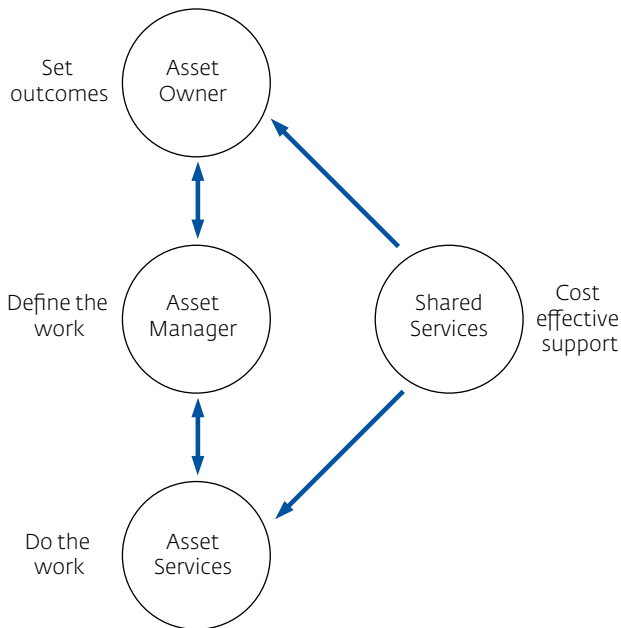 Set
outcomes
Asset
Owner
Define the
work
Asset
Manager
Shared
Services
Cost
effective
support
Do the
work
Asset
Services